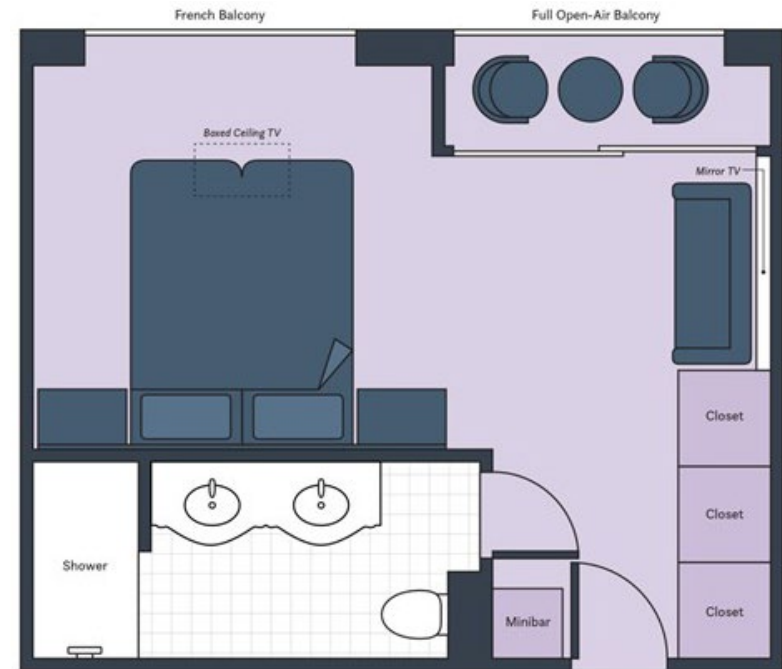 French Balcony
Full Open-Air Balcony
Boxed Ceiling TV
Mirror TV
Closet
Closet
Shower
Closet
Minibar